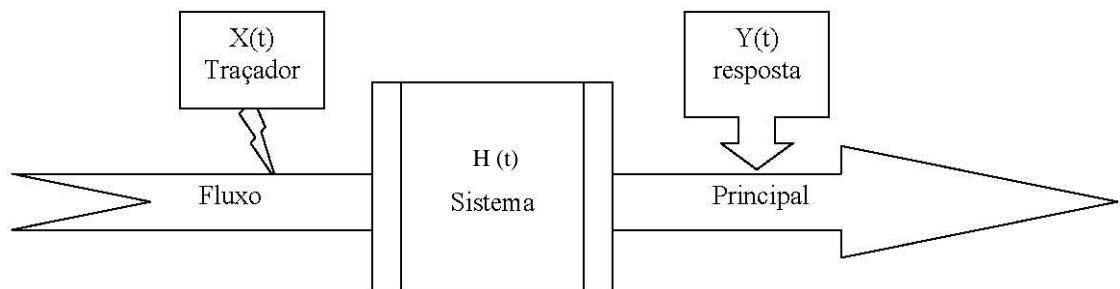 X(t)
Traçador
Y(t)
resposta
H (t)
Sistema
Fluxo
Principal